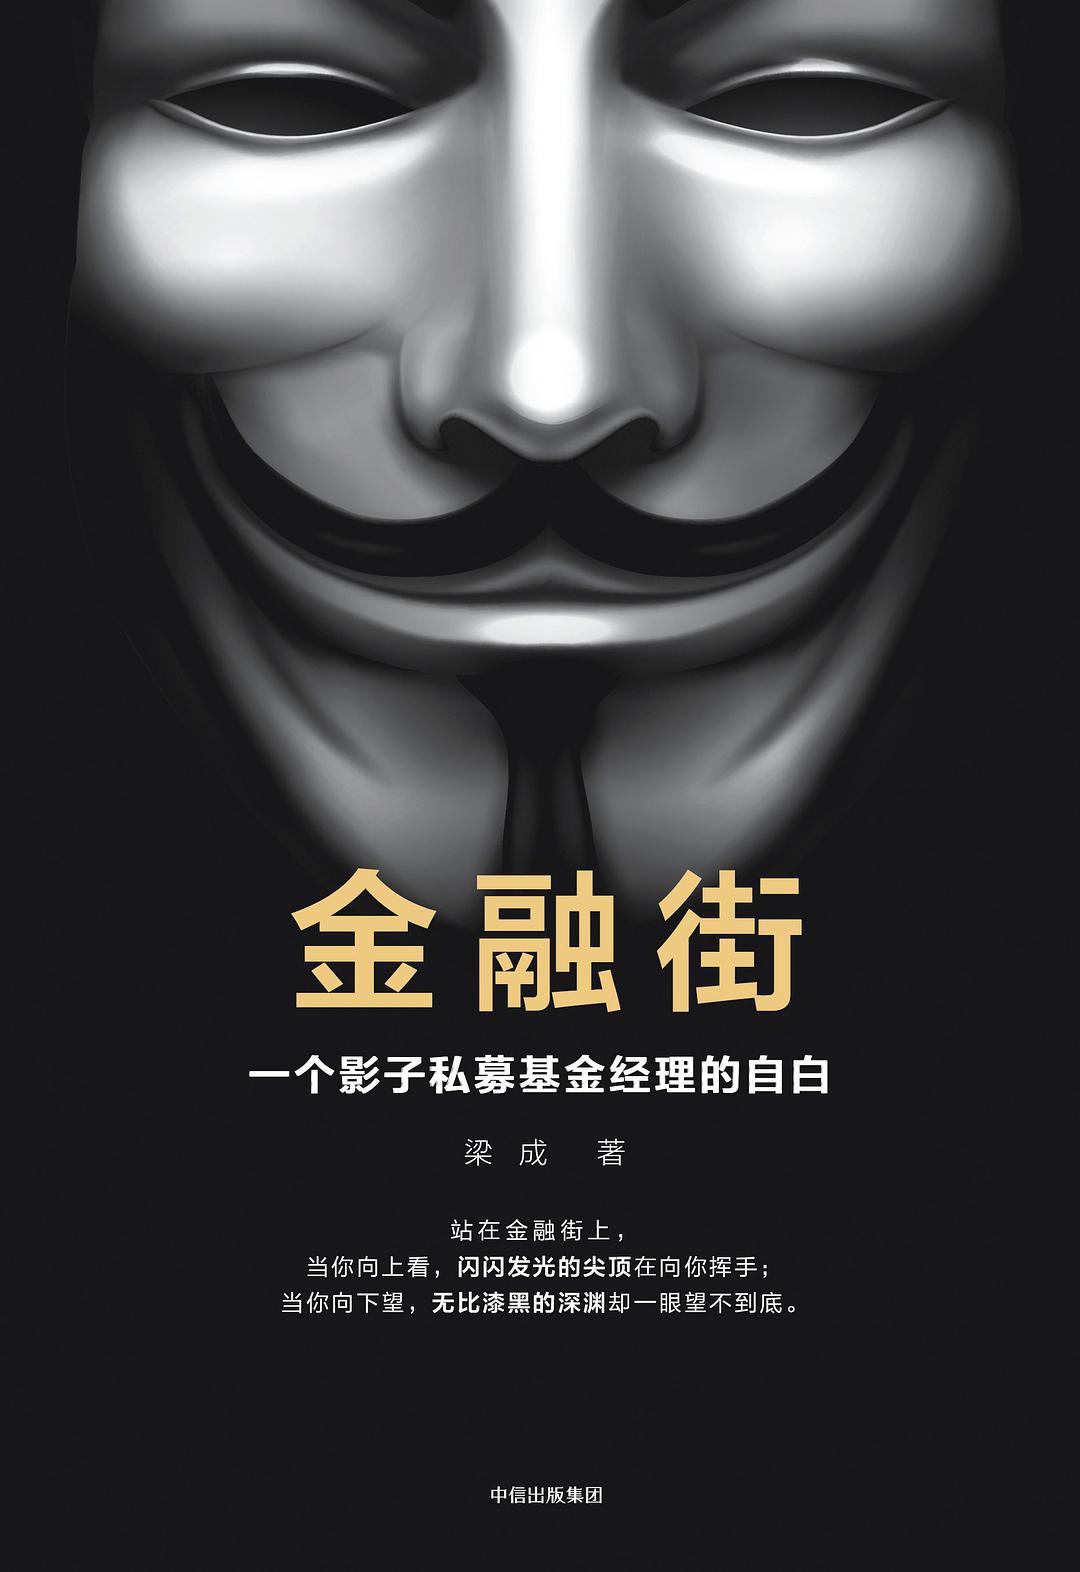 金融街
一个影子私募基金经理的自白
梁成 著
站在金融街上，
当你向上看，闪闪发光的尖顶在向你挥手；
当你向下望，无比漆黑的深渊却一眼望不到底。
中信出版集团